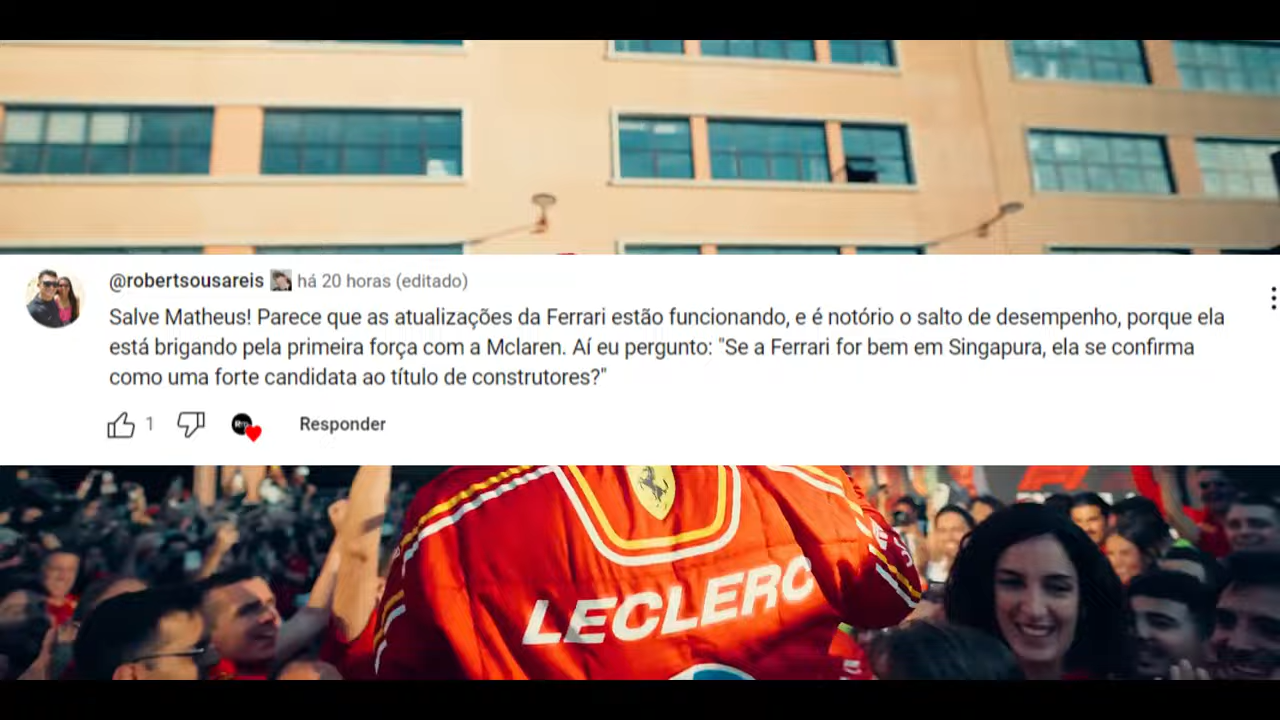 @robertsousareis há 20 horas (editado)
Salve Matheus! Parece que as atualizações da Ferrari estão funcionando, e é notório o salto de desempenho, porque ela
está brigando pela primeira força com a Mclaren. Aí eu pergunto: "Se a Ferrari for bem em Singapura, ela se confirma
como uma forte candidata ao título de construtores?"
1
Responder
LECLERC